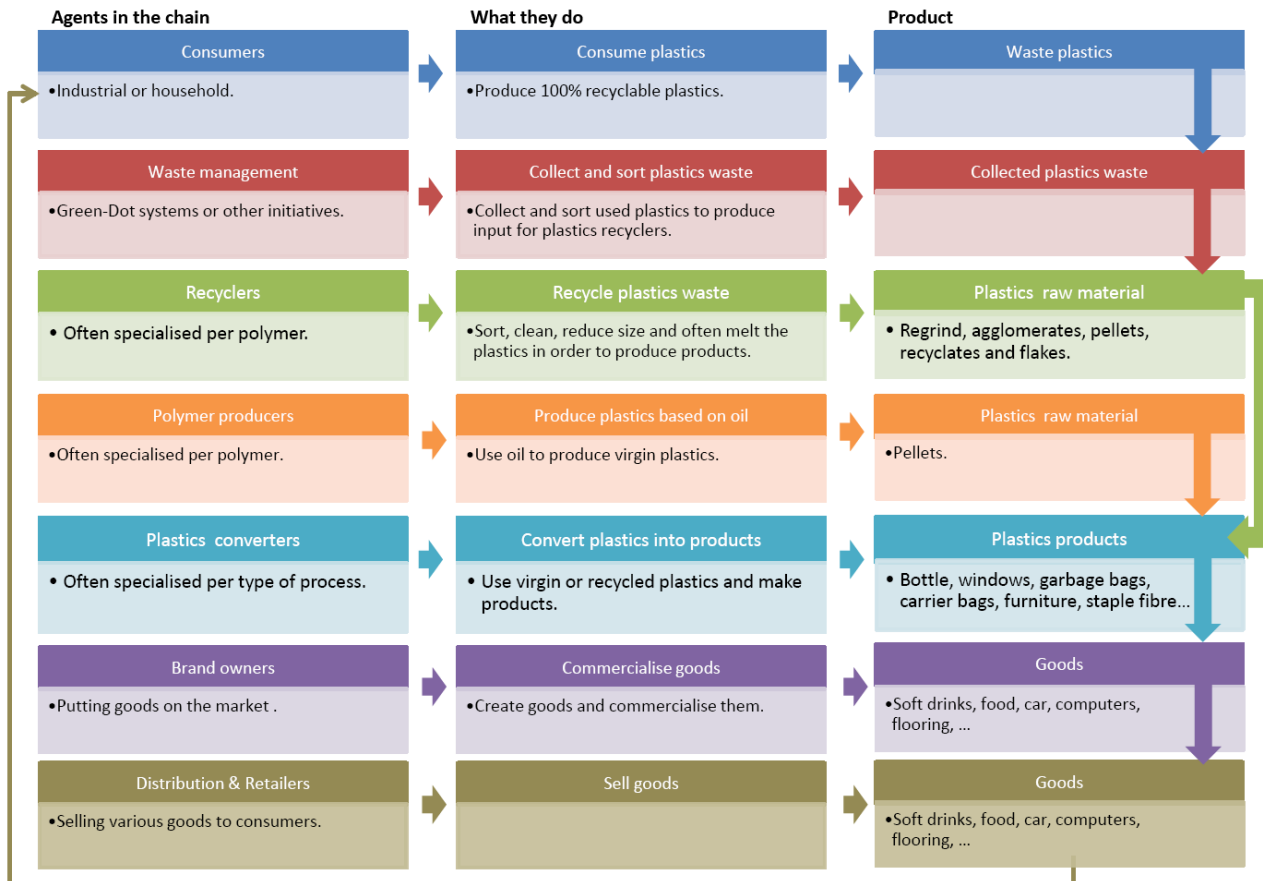 Agents in the chain
What they do
Product
Consumers
Consume plastics
Waste plastics
•Industrial or household.
•Produce 100% recyclable plastics.
Waste management
Collect and sort plastics waste
Collected plastics waste
•Green-Dot systems or other initiatives.
•Collect and sort used plastics to produce
input for plastics recyclers.
Recyclers
Recycle plastics waste
Plastics raw material
• Often specialised per polymer.
•Sort, clean, reduce size and often melt the
plastics in order to produce products.
• Regrind, agglomerates, pellets,
recyclates and flakes.
Polymer producers
Produce plastics based on oil
Plastics raw material
•Often specialised per polymer.
•Use oil to produce virgin plastics.
•Pellets.
Plastics converters
Convert plastics into products
Plastics products
• Often specialised per type of process.
• Use virgin or recycled plastics and make
products.
• Bottle, windows, garbage bags,
carrier bags, furniture, staple fibre...
Brand owners
Commercialise goods
Goods
•Putting goods on the market .
•Create goods and commercialise them.
•Soft drinks, food, car, computers,
flooring, ...
Distribution & Retailers
Sell goods
Goods
•Selling various goods to consumers.
•Soft drinks, food, car, computers,
flooring, ...